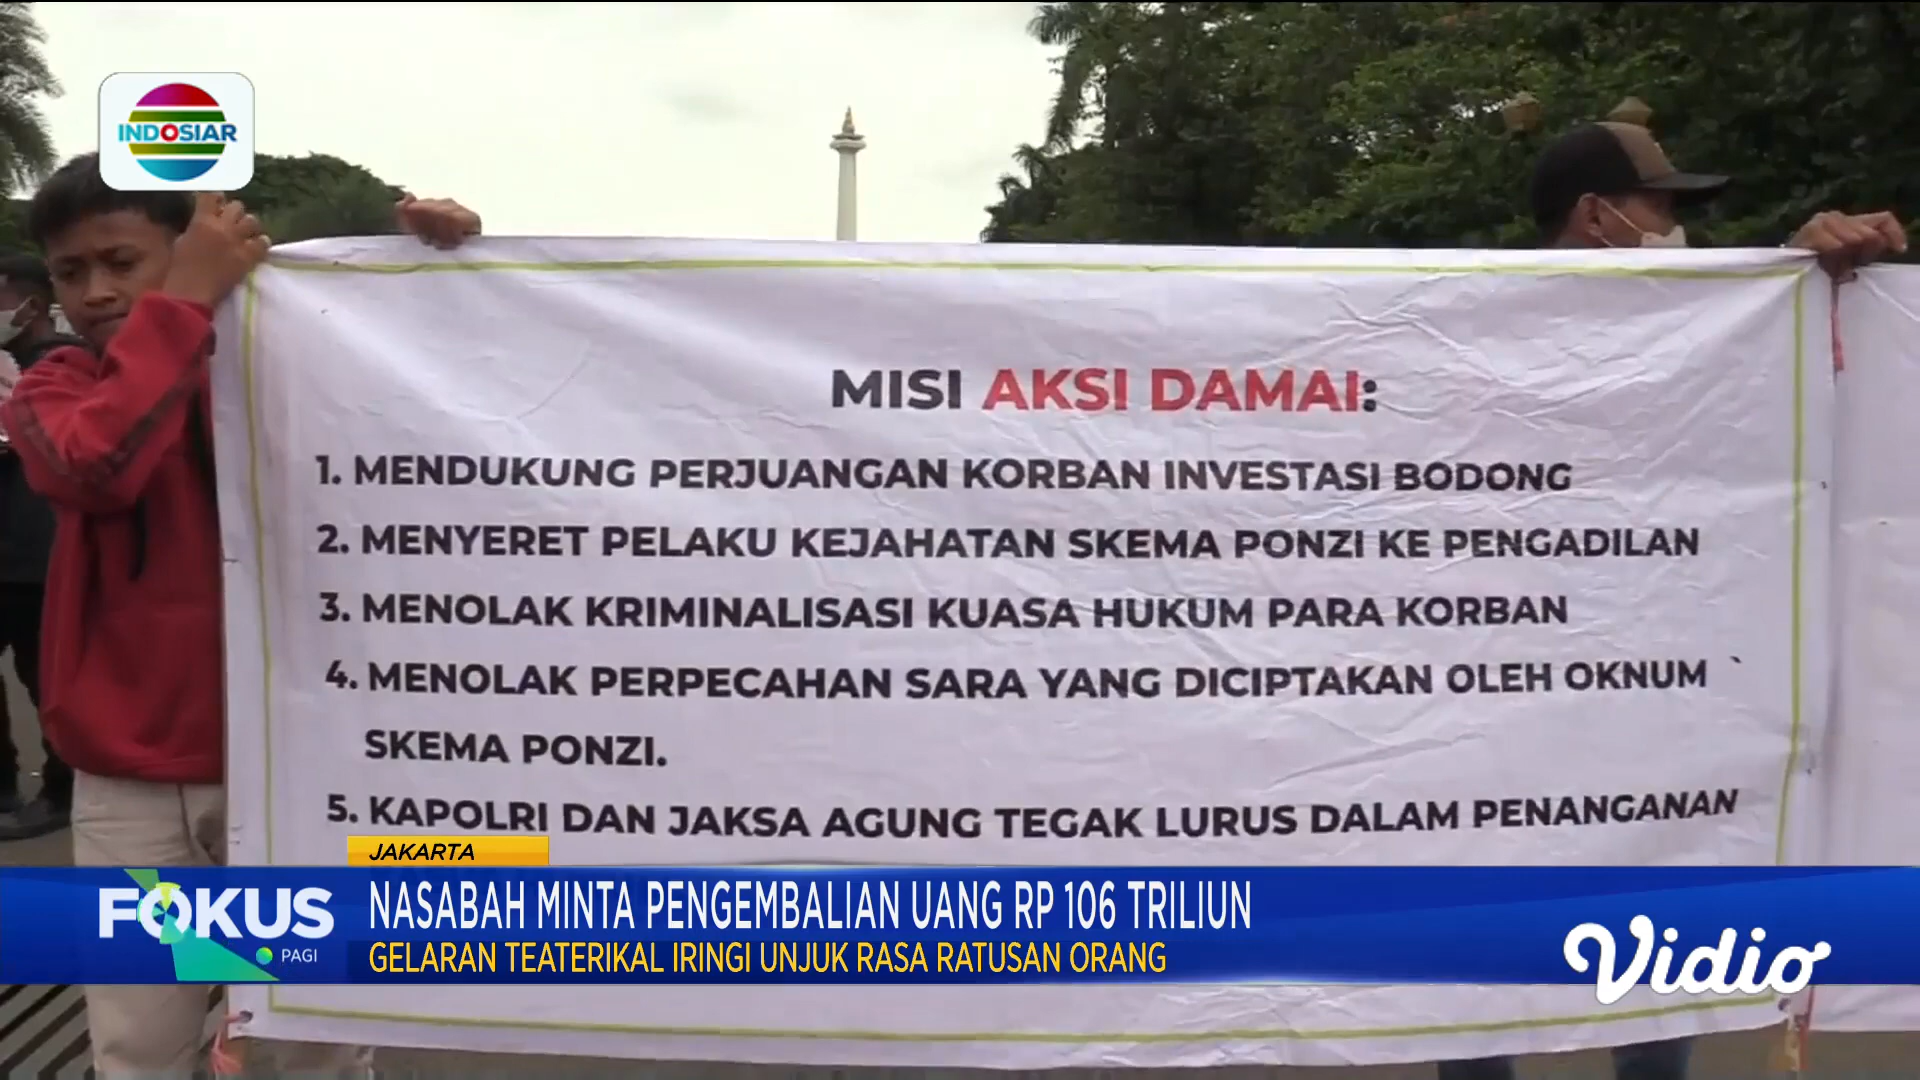 INDOSIAR
MISI AKSI DAMAI:
1. MENDUKUNG PERJUANGAN KORBAN INVESTASI BODONG
2. MENYERET PELAKU KEJAHATAN SKEMA PONZI KE PENGADILAN
3. MENOLAK KRIMINALISASI KUASA HUKUM PARA KORBAN
4. MENOLAK PERPECAHAN SARA YANG DICIPTAKAN OLEH OKNUM
SKEMA PONZI.
5. KAPOLRI DAN JAKSA AGUNG TEGAK LURUS DALAM PENANGANAN
JAKARTA
FOKUS
PAGI
NASABAH MINTA PENGEMBALIAN UANG RP 106 TRILIUN
GELARAN TEATERIKAL IRINGI UNJUK RASA RATUSAN ORANG
Vidio